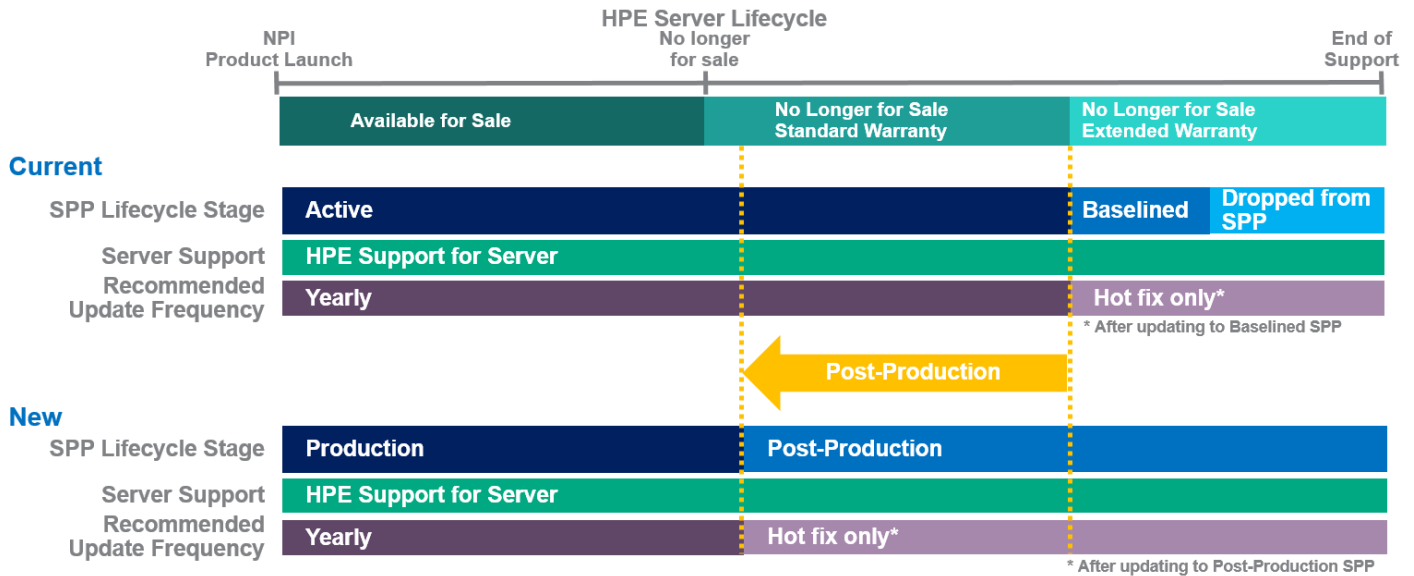 HPE Server Lifecycle
NPI
Product Launch
No longer
for sale
End of
Support
Available for Sale
No Longer for Sale
Standard Warranty
No Longer for Sale
Extended Warranty
Current
SPP Lifecycle Stage
Active
Baselined
Dropped from
SPP
Server Support
HPE Support for Server
Recommended
Update Frequency
Yearly
Hot fix only*
* After updating to Baselined SPP
Post-Production
New
SPP Lifecycle Stage
Production
Post-Production
Server Support
HPE Support for Server
Recommended
Update Frequency
Yearly
Hot fix only*
* After updating to Post-Production SPP